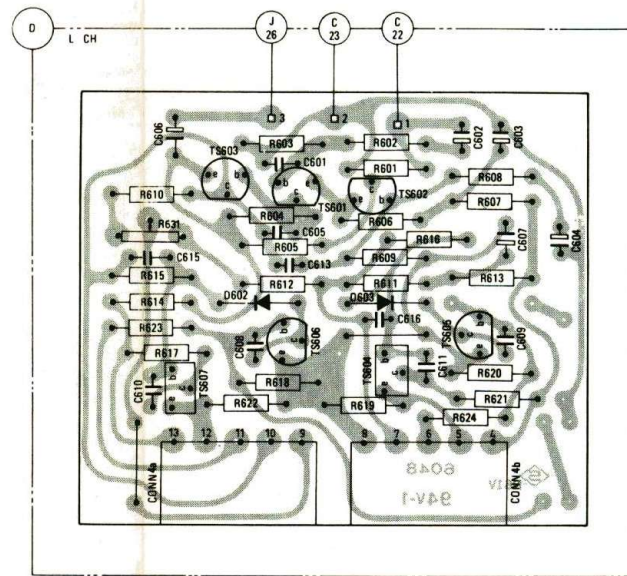 D
L CH
J
26
C
23
C
22
3
2
1
C606
TS603
R603
R602
C602
C603
C601
R601
R608
e b c
b e c
b e c
R610
R604
TS601
TS602
R607
R631
C605
R606
R616
C607
C604
C615
R605
R609
C613
R615
R612
R611
R613
D602
D603
R614
C616
R623
C608
TS606
TS605
C609
R617
TS604
C611
R620
C610
TS607
R618
R621
R622
R619
R624
13 12 11 10 9
8 7 6 5 4
CONN4a
CONN4b
6048
94V-1